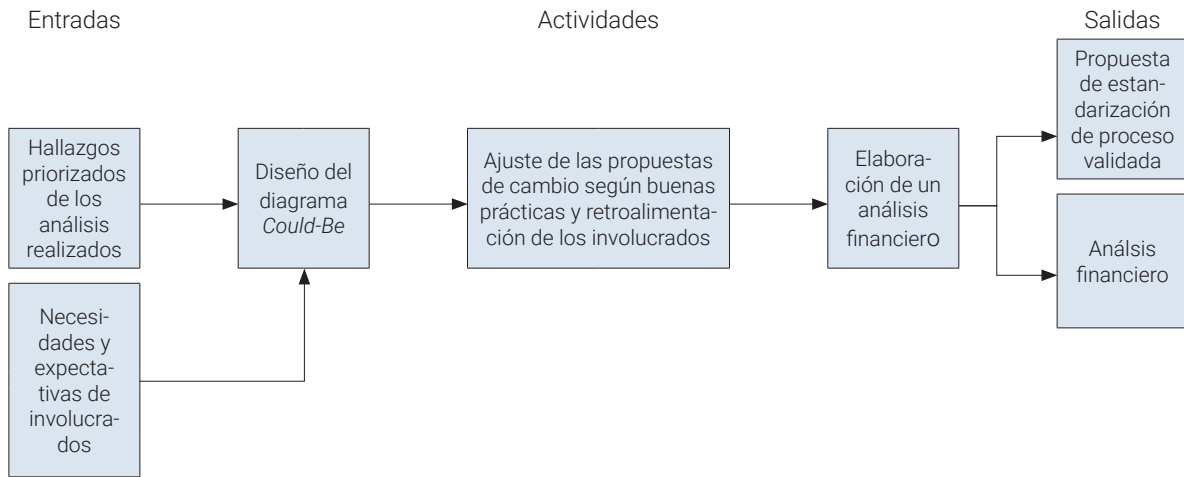 Entradas
Actividades
Salidas
Hallazgos
priorizados
de los
análisis
realizados
Necesi-
dades y
expecta-
tivas de
involucra-
dos
Diseño del
diagrama
Could-Be
Ajuste de las propuestas
de cambio según buenas
prácticas y retroalimenta-
ción de los involucrados
Elabora-
ción de un
análisis
financiero
Propuesta
de estan-
darización
de proceso
validada
Análsis
financiero